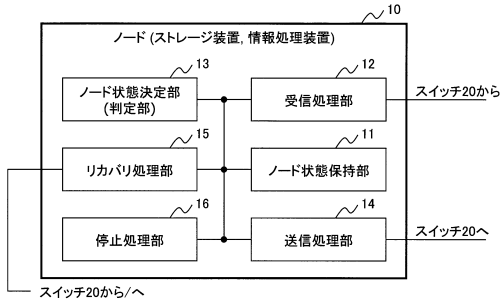 10
ノード (ストレージ装置, 情報処理装置)
13
ノード状態決定部
(判定部)
12
受信処理部
スイッチ20から
15
リカバリ処理部
11
ノード状態保持部
16
停止処理部
14
送信処理部
スイッチ20へ
スイッチ20から/へ